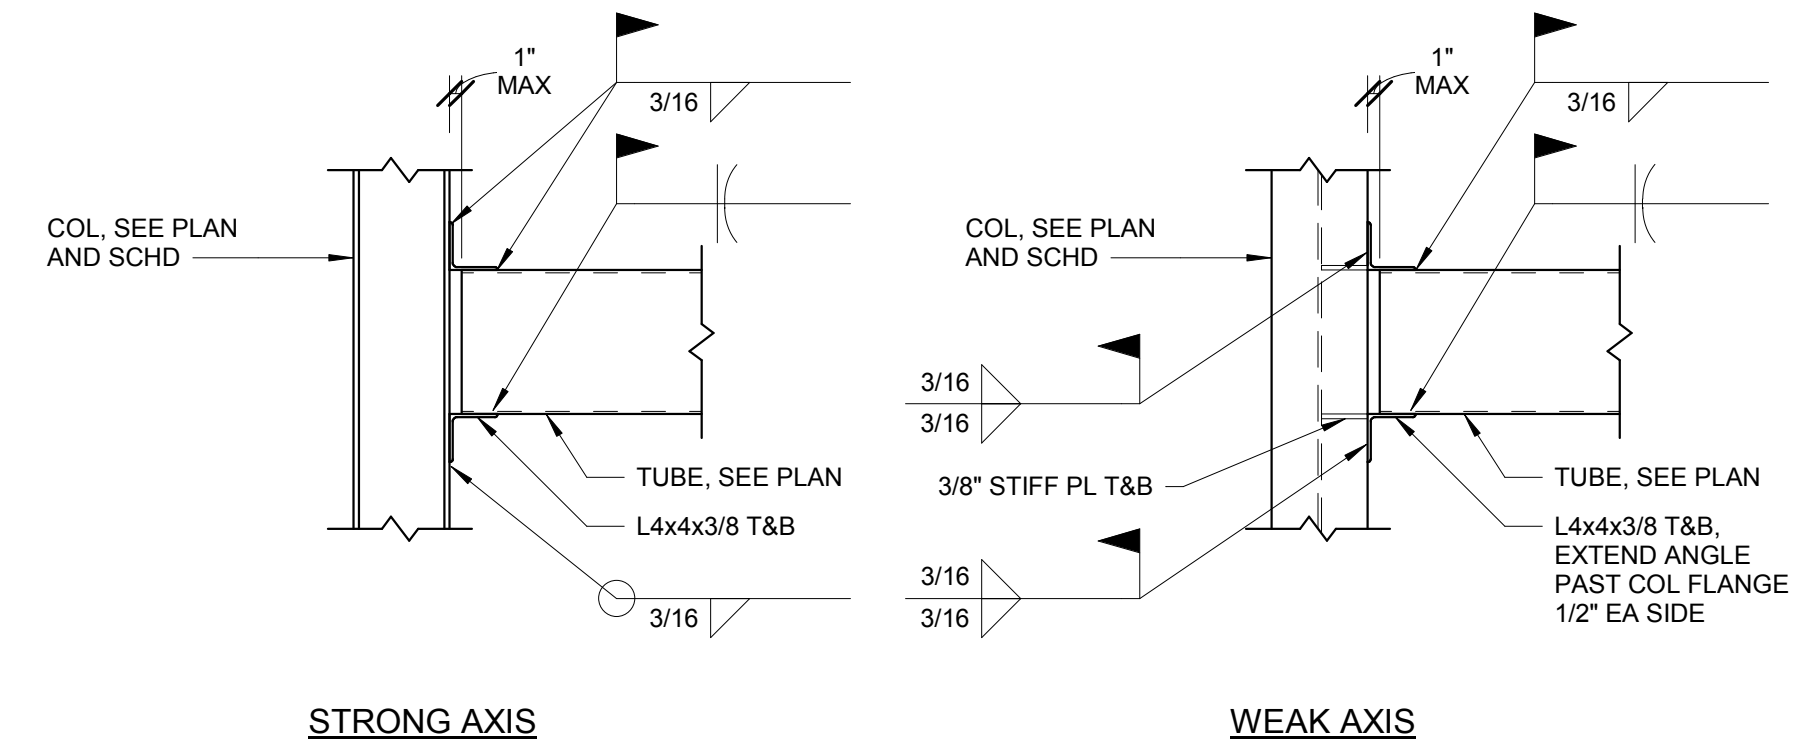 1"
MAX
3/16
COL, SEE PLAN
AND SCHD
TUBE, SEE PLAN
L4x4x3/8 T&B
3/16
STRONG AXIS
1"
MAX
3/16
COL, SEE PLAN
AND SCHD
3/16
3/16
3/8" STIFF PL T&B
3/16
3/16
TUBE, SEE PLAN
L4x4x3/8 T&B,
EXTEND ANGLE
PAST COL FLANGE
1/2" EA SIDE
WEAK AXIS